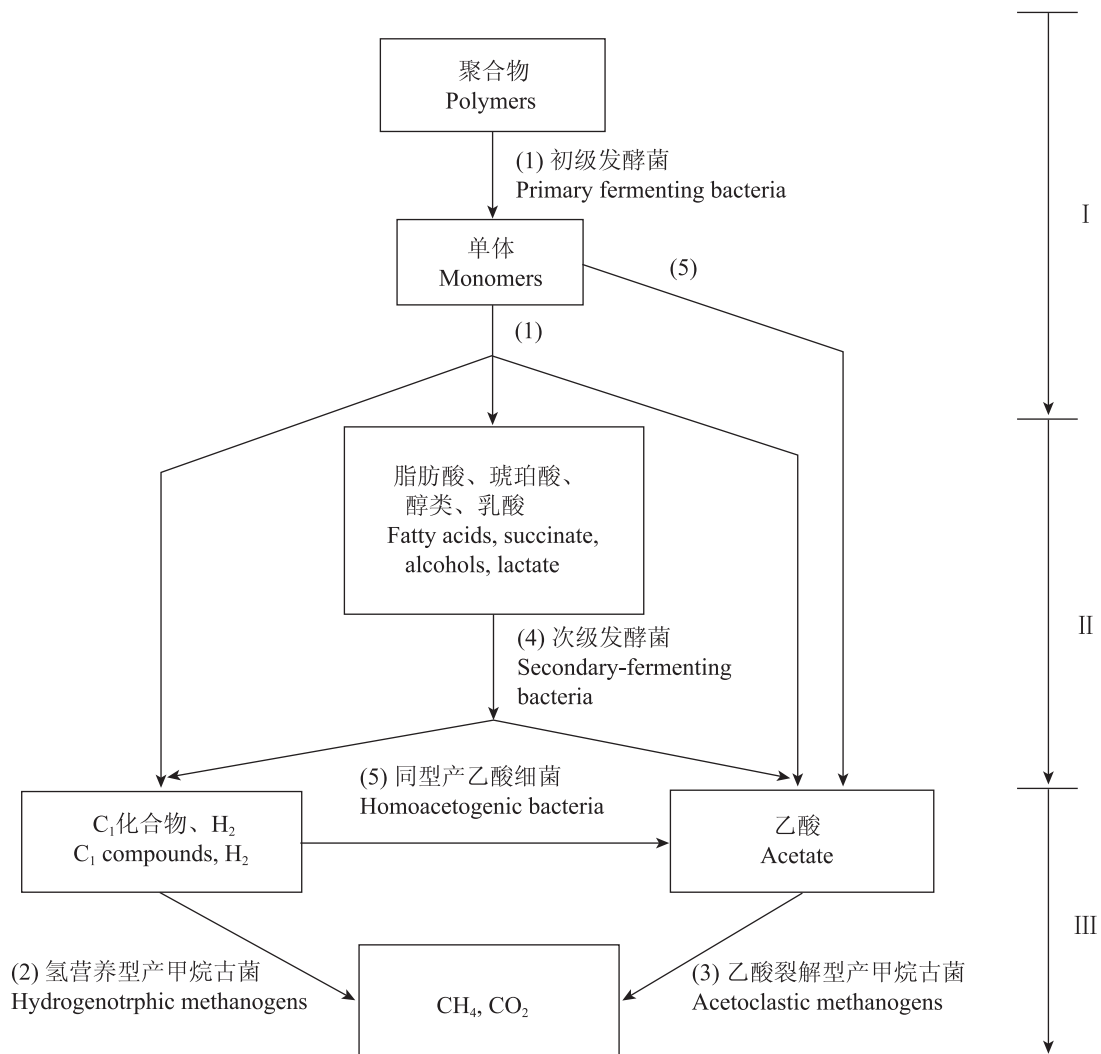 聚合物
Polymers
(1) 初级发酵菌
Primary fermenting bacteria
Ⅰ
单体
Monomers
(5)
(1)
脂肪酸、琥珀酸、
醇类、乳酸
Fatty acids, succinate,
alcohols, lactate
Ⅱ
(4) 次级发酵菌
Secondary-fermenting
bacteria
(5) 同型产乙酸细菌
Homoacetogenic bacteria
C₁化合物、H₂
C₁ compounds, H₂
乙酸
Acetate
Ⅲ
(2) 氢营养型产甲烷古菌
Hydrogenotrphic methanogens
CH₄, CO₂
(3) 乙酸裂解型产甲烷古菌
Acetoclastic methanogens